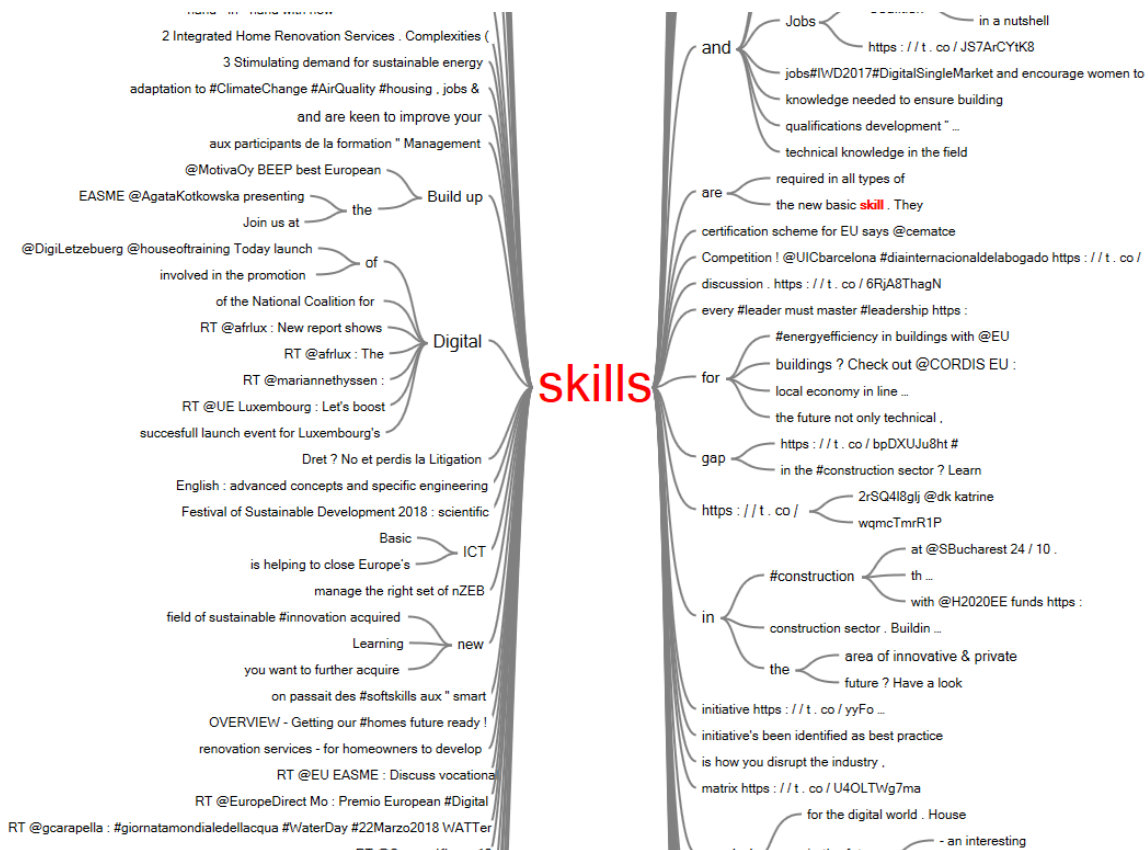 2 Integrated Home Renovation Services . Complexities (
3 Stimulating demand for sustainable energy
adaptation to #ClimateChange #AirQuality #housing , jobs &
and are keen to improve your
aux participants de la formation " Management
@MotivaOy BEEP best European
EASME @AgataKotkowska presenting
Join us at
the
Build up
@DigiLetzebuerg @houseoftraining Today launch
involved in the promotion
of
of the National Coalition for
RT @afrlux : New report shows
RT @afrlux : The
RT @mariannethyssen :
RT @UE Luxembourg : Let's boost
succesfull launch event for Luxembourg's
Digital
Dret ? No et perdis la Litigation
English : advanced concepts and specific engineering
Festival of Sustainable Development 2018 : scientific
Basic
is helping to close Europe's
ICT
manage the right set of nZEB
field of sustainable #innovation acquired
Learning
you want to further acquire
new
on passait des #softskills aux " smart
OVERVIEW - Getting our #homes future ready !
renovation services - for homeowners to develop
RT @EU EASME : Discuss vocationa
RT @EuropeDirect Mo : Premio European #Digital
RT @gcarapella : #giornatamondialedellacqua #WaterDay #22Marzo2018 WATTer
skills
and
Jobs
in a nutshell
https : / / t . co / JS7ArCYtK8
jobs#IWD2017#DigitalSingleMarket and encourage women to
knowledge needed to ensure building
qualifications development “ ...
technical knowledge in the field
are
required in all types of
the new basic skill . They
certification scheme for EU says @cematce
Competition ! @UICbarcelona #diainternacionaldelabogado https : / / t . co /
discussion . https : / / t . co / 6RjA8ThagN
every #leader must master #leadership https :
for
#energyefficiency in buildings with @EU
buildings ? Check out @CORDIS EU :
local economy in line ...
the future not only technical ,
gap
https : / / t . co / bpDXUJu8ht #
in the #construction sector ? Learn
https : / / t . co /
2rSQ4I8glj @dk katrine
wqmcTmrR1P
in
#construction
at @SBucharest 24 / 10 .
th ...
with @H2020EE funds https :
construction sector . Buildin ...
the
area of innovative & private
future ? Have a look
initiative https : / / t . co / yyFo ...
initiative's been identified as best practice
is how you disrupt the industry ,
matrix https : / / t . co / U4OLTWg7ma
for the digital world . House
- an interesting